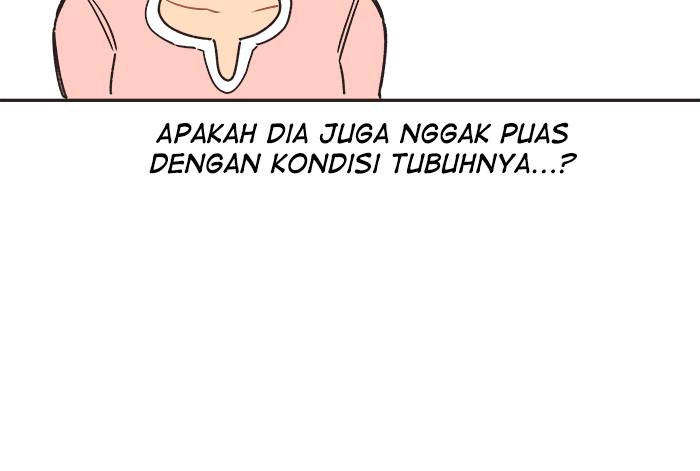 APAKAH DIA JUGA NGGAK PUAS
DENGAN KONDISI TUBUHNYA...?